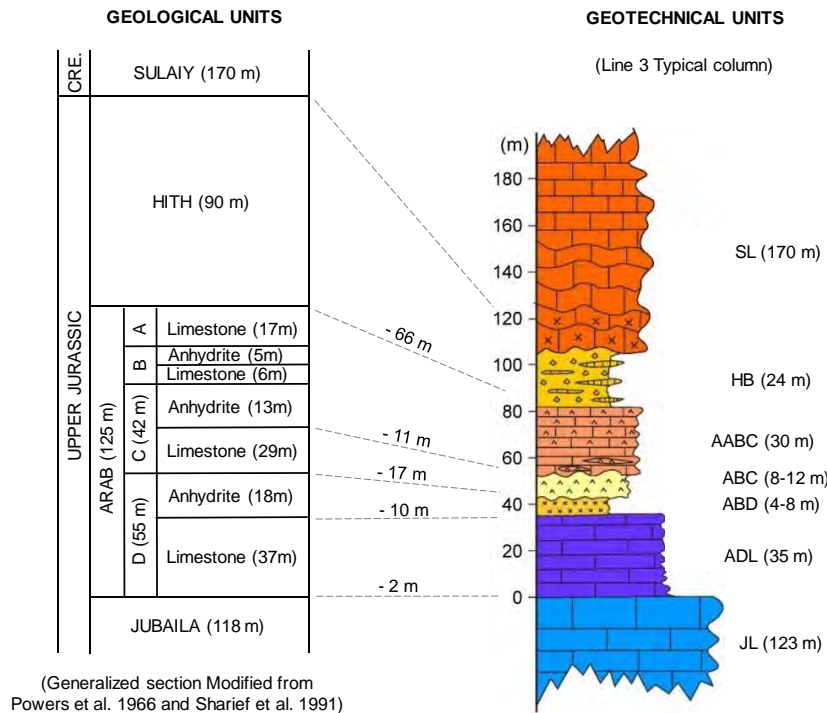 GEOLOGICAL UNITS
CRE.
SULAIY (170 m)
UPPER JURASSIC
HITH (90 m)
ARAB (125 m)
A
Limestone (17m)
B
Anhydrite (5m)
Limestone (6m)
C (42 m)
Anhydrite (13m)
Limestone (29m)
D (55 m)
Anhydrite (18m)
Limestone (37m)
JUBAILA (118 m)
(Generalized section Modified from
Powers et al. 1966 and Sharief et al. 1991)
- 66 m
- 11 m
- 17 m
- 10 m
- 2 m
GEOTECHNICAL UNITS
(Line 3 Typical column)
(m)
180
160
140
120
100
80
60
40
20
0
SL (170 m)
HB (24 m)
AABC (30 m)
ABC (8-12 m)
ABD (4-8 m)
ADL (35 m)
JL (123 m)